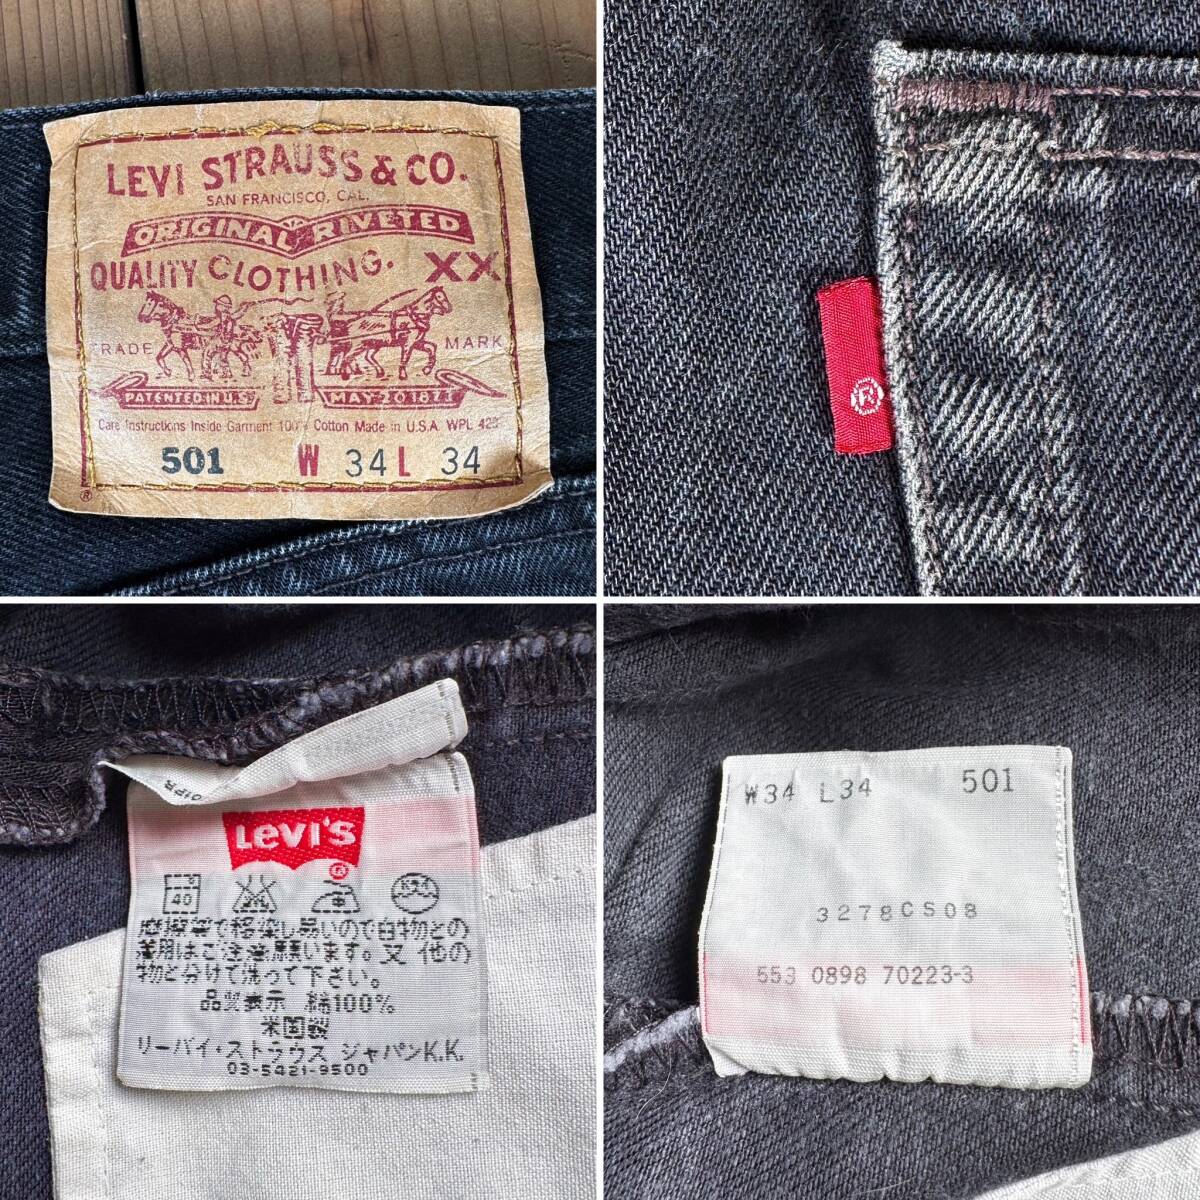 LEVI STRAUSS & CO.
SAN FRANCISCO, CAL.
ORIGINAL RIVETED
QUALITY CLOTHING. XX
TRADE MARK
PATENTED IN U.S. MAY 20 1873
Care Instructions Inside Garment 100% Cotton Made in U.S.A. WPL 423
501 W 34 L 34
®
®
LEVI'S
®
40
摩擦等で移染し易いので白物との
着用はご注意願います。又 他の
物と分けて洗って下さい。
品質表示 綿100%
米国製
リーバイ・ストラウス ジャパンK.K.
03-5421-9500
W34 L34 501
3278CS08
553 0898 70223-3